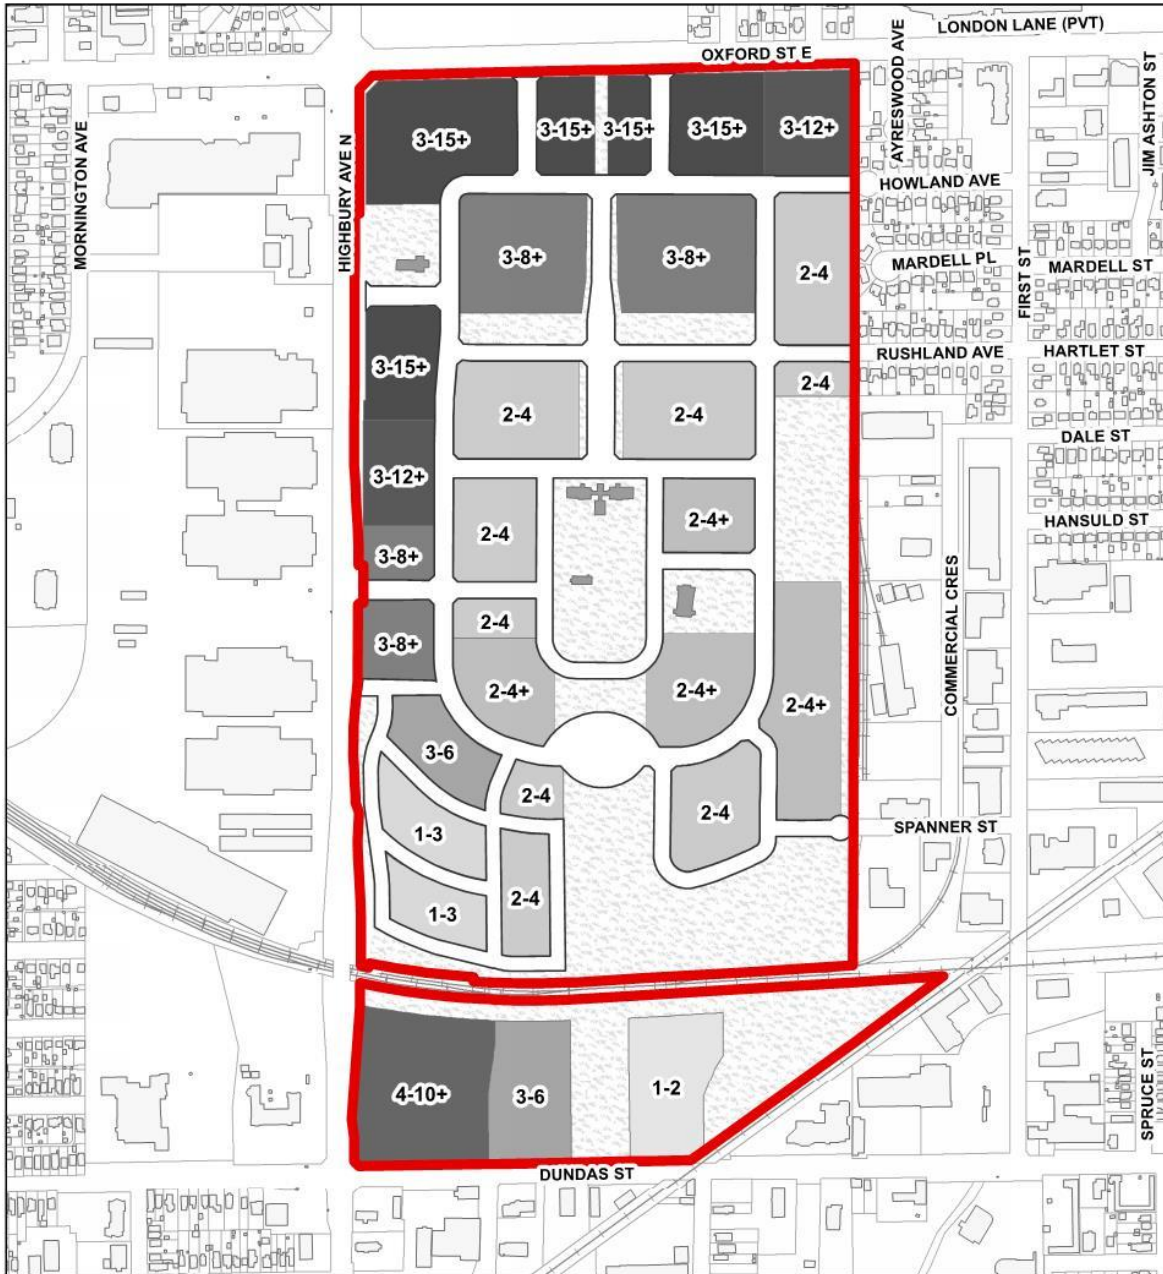 LONDON LANE (PVT)
OXFORD ST E
AYRESWOOD AVE
JIM ASHTON ST
MORNINGTON AVE
HIGHBURY AVE N
3-15+
3-15+
3-15+
3-15+
3-12+
HOWLAND AVE
3-8+
3-8+
2-4
MARDELL PL
FIRST ST
MARDELL ST
3-15+
RUSHLAND AVE
HARTLET ST
2-4
2-4
2-4
DALE ST
3-12+
2-4
2-4+
HANSULD ST
3-8+
COMMERCIAL CRES
2-4
3-8+
2-4+
2-4+
2-4+
3-6
2-4
2-4
1-3
SPANNER ST
2-4
1-3
4-10+
3-6
1-2
SPRUCE ST
DUNDAS ST